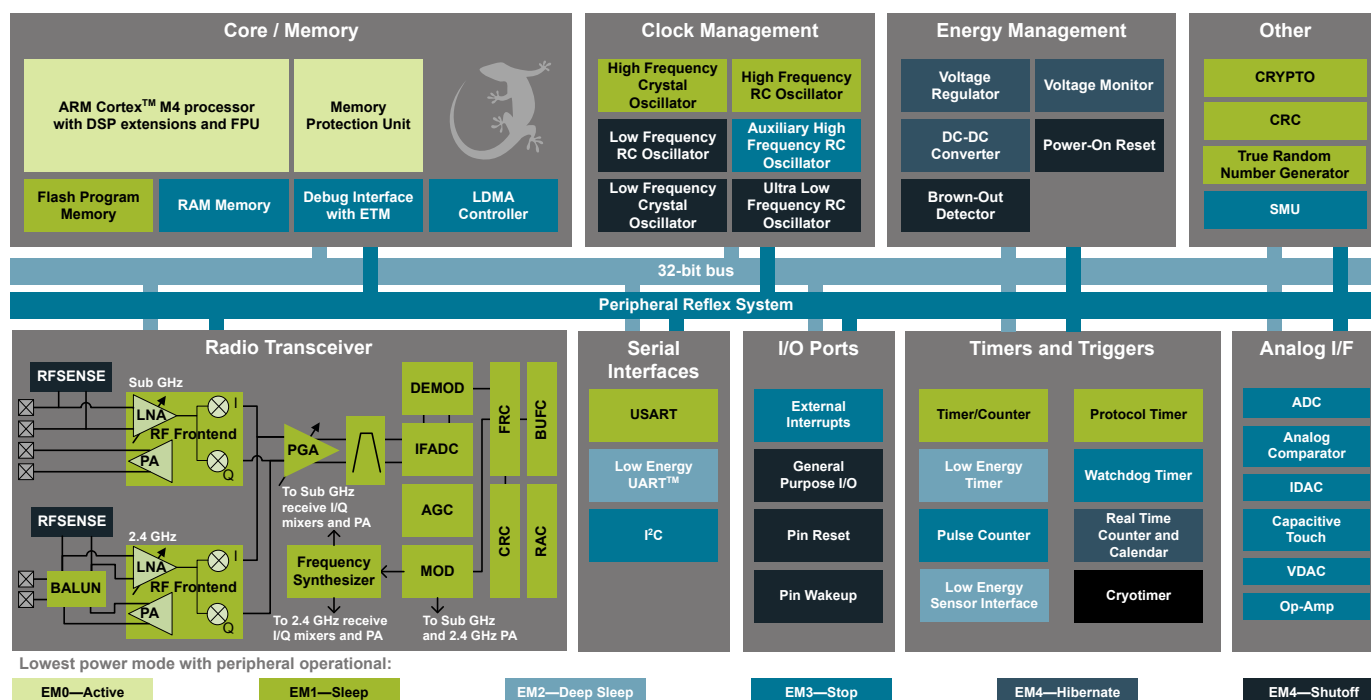 Core / Memory
ARM Cortex™ M4 processor
with DSP extensions and FPU
Memory
Protection Unit
Flash Program
Memory
RAM Memory
Debug Interface
with ETM
LDMA
Controller
Clock Management
High Frequency
Crystal
Oscillator
High Frequency
RC Oscillator
Low Frequency
RC Oscillator
Auxiliary High
Frequency RC
Oscillator
Low Frequency
Crystal
Oscillator
Ultra Low
Frequency RC
Oscillator
Energy Management
Voltage
Regulator
Voltage Monitor
DC-DC
Converter
Power-On Reset
Brown-Out
Detector
Other
CRYPTO
CRC
True Random
Number Generator
SMU
32-bit bus
Peripheral Reflex System
Radio Transceiver
RFSENSE
Sub GHz
LNA
I
RF Frontend
PA
Q
RFSENSE
2.4 GHz
LNA
I
BALUN
RF Frontend
PA
Q
PGA
To Sub GHz
receive I/Q
mixers and PA
Frequency
Synthesizer
To 2.4 GHz receive
I/Q mixers and PA
DEMOD
IFADC
AGC
MOD
To Sub GHz
and 2.4 GHz PA
FRC
BUFC
CRC
RAC
Serial
Interfaces
USART
Low Energy
UART™
I²C
I/O Ports
External
Interrupts
General
Purpose I/O
Pin Reset
Pin Wakeup
Timers and Triggers
Timer/Counter
Protocol Timer
Low Energy
Timer
Watchdog Timer
Pulse Counter
Real Time
Counter and
Calendar
Low Energy
Sensor Interface
Cryotimer
Analog I/F
ADC
Analog
Comparator
IDAC
Capacitive
Touch
VDAC
Op-Amp
Lowest power mode with peripheral operational:
EM0—Active
EM1—Sleep
EM2—Deep Sleep
EM3—Stop
EM4—Hibernate
EM4—Shutoff